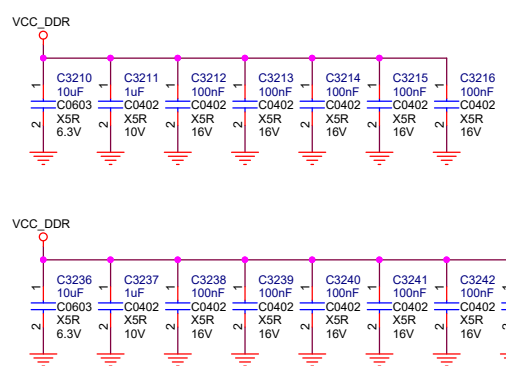 VCC_DDR
1 1 1 1 1 1 1
C3210 C3211 C3212 C3213 C3214 C3215 C3216
10uF 1uF 100nF 100nF 100nF 100nF 100nF
C0603 C0402 C0402 C0402 C0402 C0402 C0402
X5R X5R X5R X5R X5R X5R X5R
2 2 2 2 2 2 2
6.3V 10V 16V 16V 16V 16V 16V
VCC_DDR
1 1 1 1 1 1 1
C3236 C3237 C3238 C3239 C3240 C3241 C3242
10uF 1uF 100nF 100nF 100nF 100nF 100nF
C0603 C0402 C0402 C0402 C0402 C0402 C0402
X5R X5R X5R X5R X5R X5R X5R
2 2 2 2 2 2 2
6.3V 10V 16V 16V 16V 16V 16V